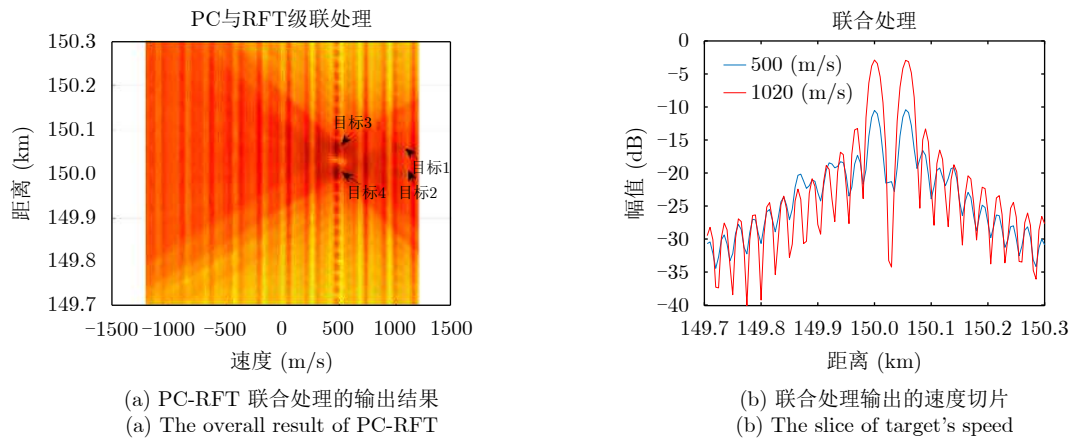 PC与RFT级联处理
150.3
150.2
150.1
150.0
149.9
149.8
149.7
距离 (km)
目标3
目标1
目标4
目标2
−1500
−1000
−500
0
500
1000
1500
速度 (m/s)
(a) PC-RFT 联合处理的输出结果
(a) The overall result of PC-RFT
联合处理
0
−5
−10
−15
−20
−25
−30
−35
−40
幅值 (dB)
500 (m/s)
1020 (m/s)
149.7
149.8
149.9
150.0
150.1
150.2
150.3
距离 (km)
(b) 联合处理输出的速度切片
(b) The slice of target's speed